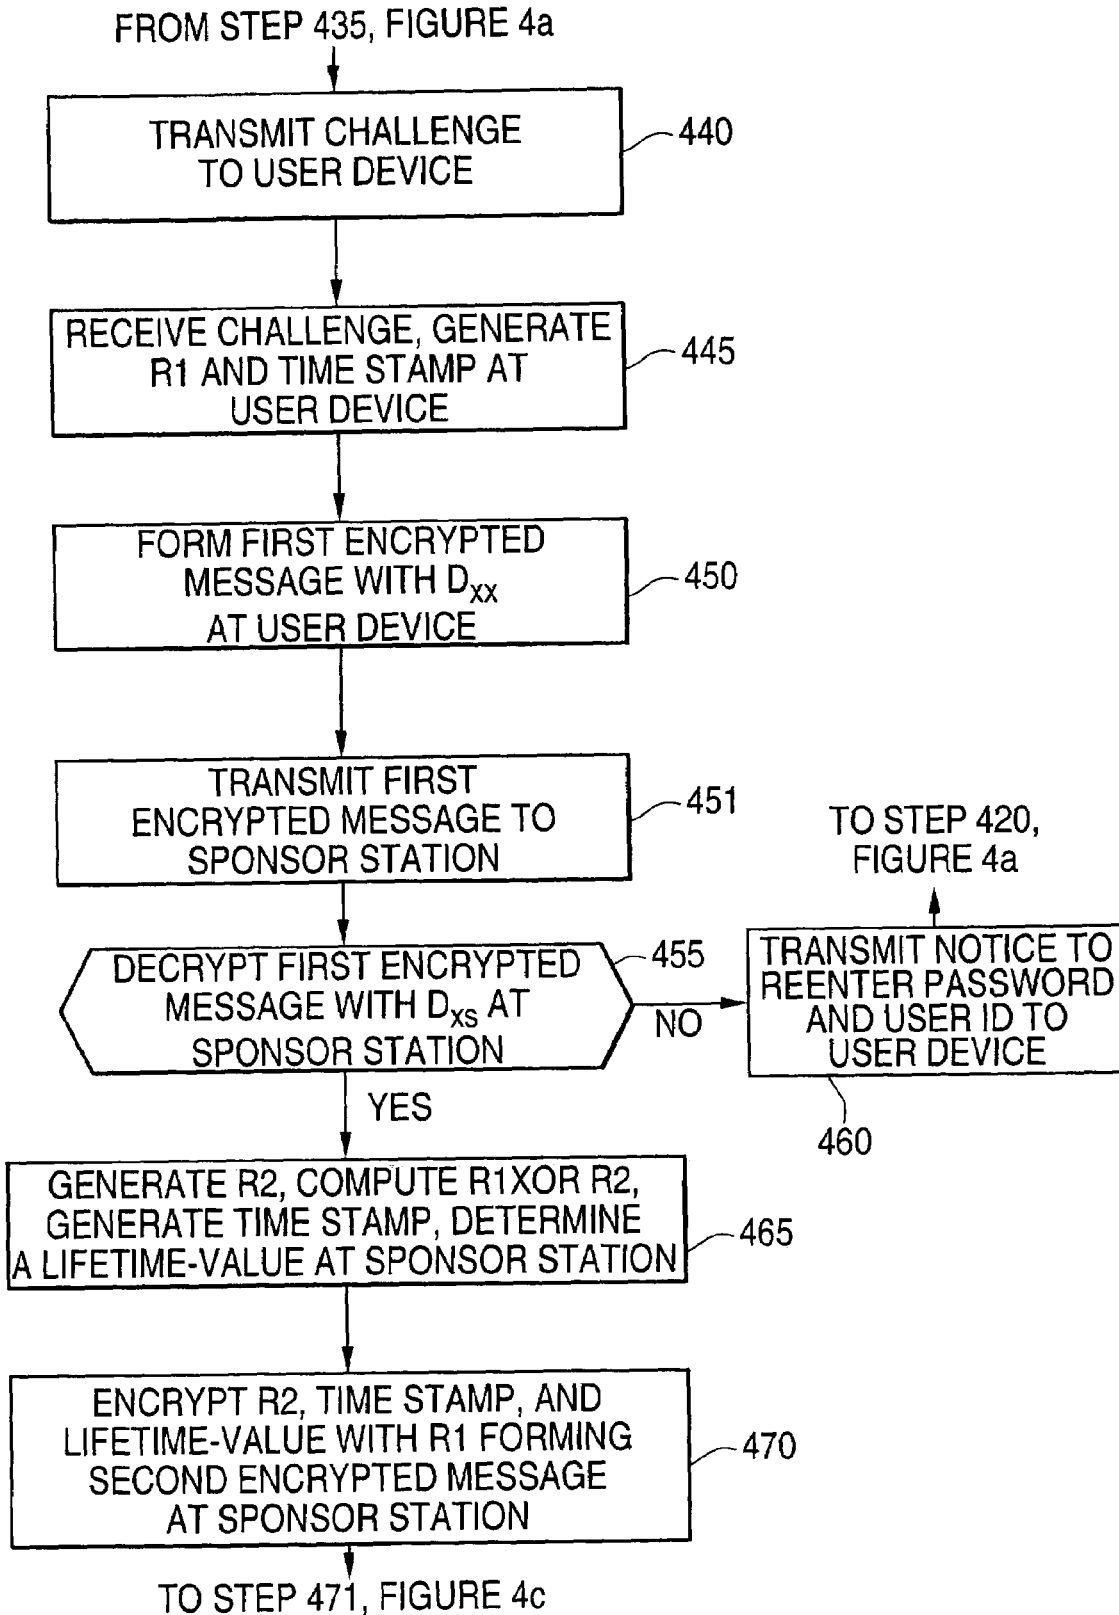 FROM STEP 435, FIGURE 4a
TRANSMIT CHALLENGE
TO USER DEVICE
440
RECEIVE CHALLENGE, GENERATE
R1 AND TIME STAMP AT
USER DEVICE
445
FORM FIRST ENCRYPTED
MESSAGE WITH DXX
AT USER DEVICE
450
TRANSMIT FIRST
ENCRYPTED MESSAGE TO
SPONSOR STATION
451
DECRYPT FIRST ENCRYPTED
MESSAGE WITH DXS AT
SPONSOR STATION
455
NO
TO STEP 420,
FIGURE 4a
TRANSMIT NOTICE TO
REENTER PASSWORD
AND USER ID TO
USER DEVICE
460
YES
GENERATE R2, COMPUTE R1XOR R2,
GENERATE TIME STAMP, DETERMINE
A LIFETIME-VALUE AT SPONSOR STATION
465
ENCRYPT R2, TIME STAMP, AND
LIFETIME-VALUE WITH R1 FORMING
SECOND ENCRYPTED MESSAGE
AT SPONSOR STATION
470
TO STEP 471, FIGURE 4c